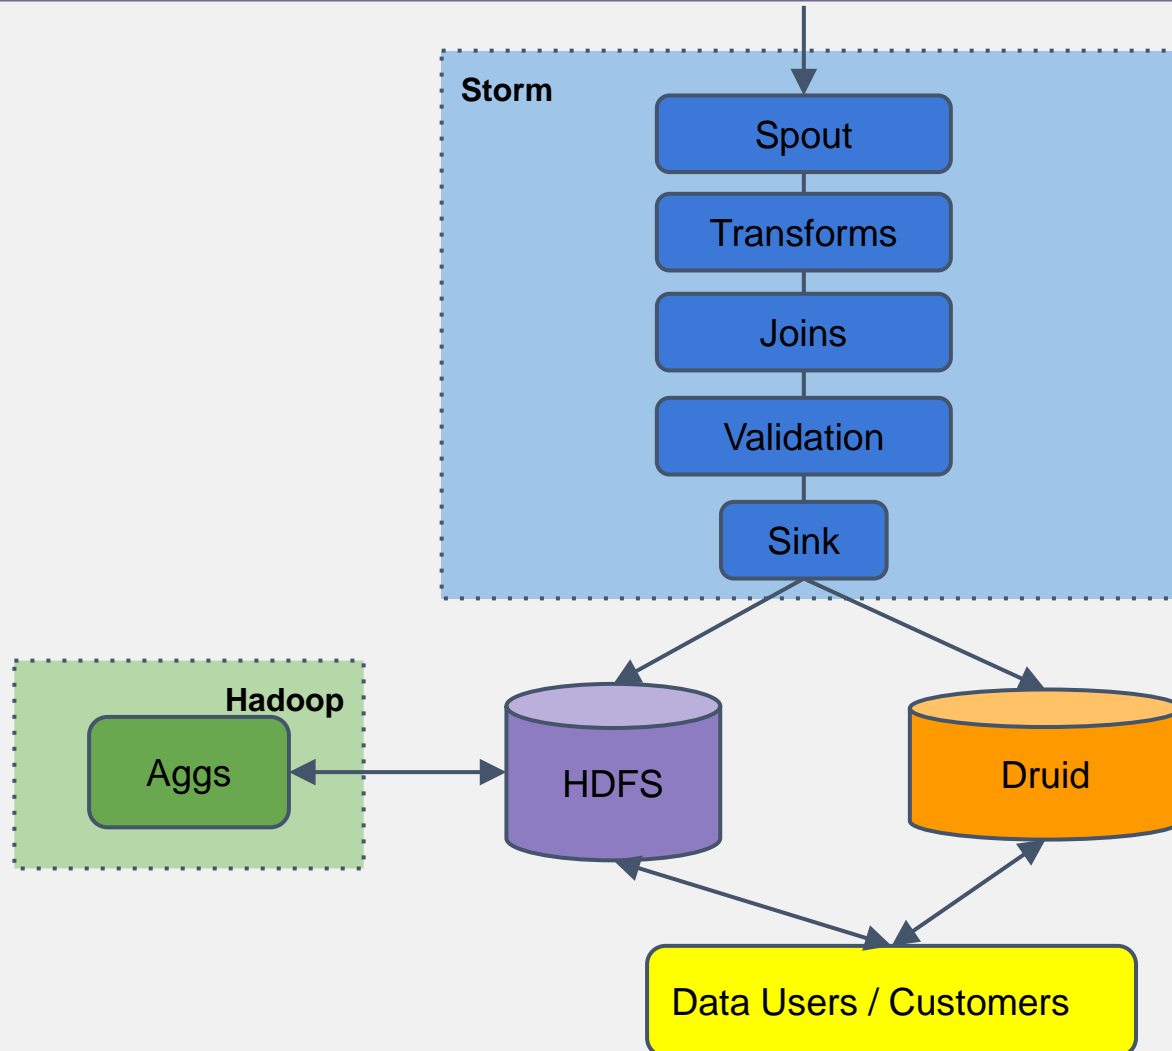 Storm
Spout
Transforms
Joins
Validation
Sink
Hadoop
Aggs
HDFS
Druid
Data Users / Customers